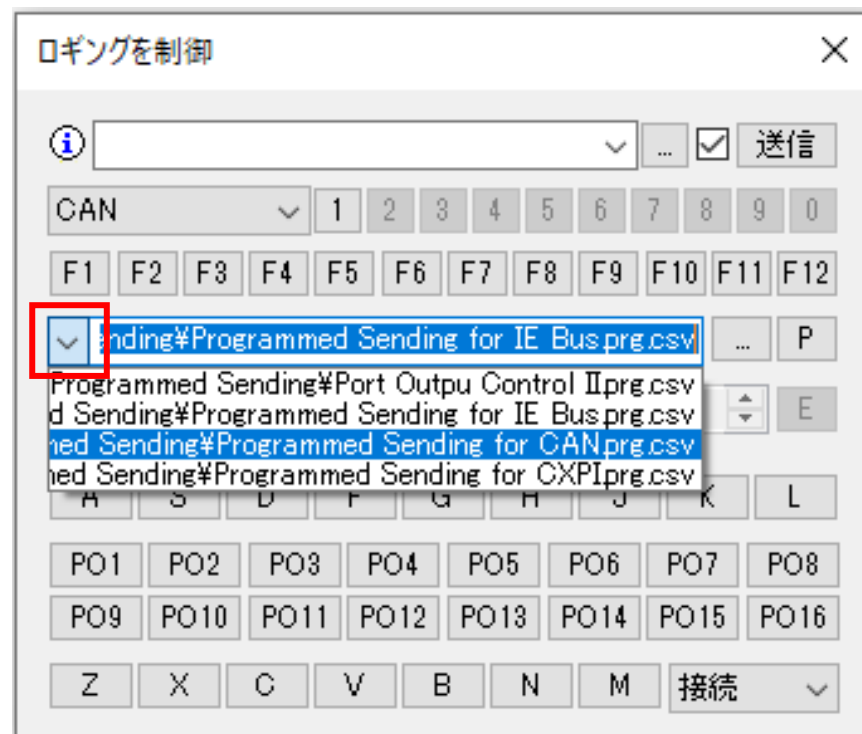 ロギングを制御
... 送信
CAN 1 2 3 4 5 6 7 8 9 0
F1 F2 F3 F4 F5 F6 F7 F8 F9 F10 F11 F12
ending¥Programmed Sending for IE Bus.prg.csv ... P
Programmed Sending¥Port Outpu Control Ⅱ.prg.csv
d Sending¥Programmed Sending for IE Bus.prg.csv E
ned Sending¥Programmed Sending for CAN.prg.csv
ned Sending¥Programmed Sending for CXPI.prg.csv
A S D F G H J K L
PO1 PO2 PO3 PO4 PO5 PO6 PO7 PO8
PO9 PO10 PO11 PO12 PO13 PO14 PO15 PO16
Z X C V B N M 接続